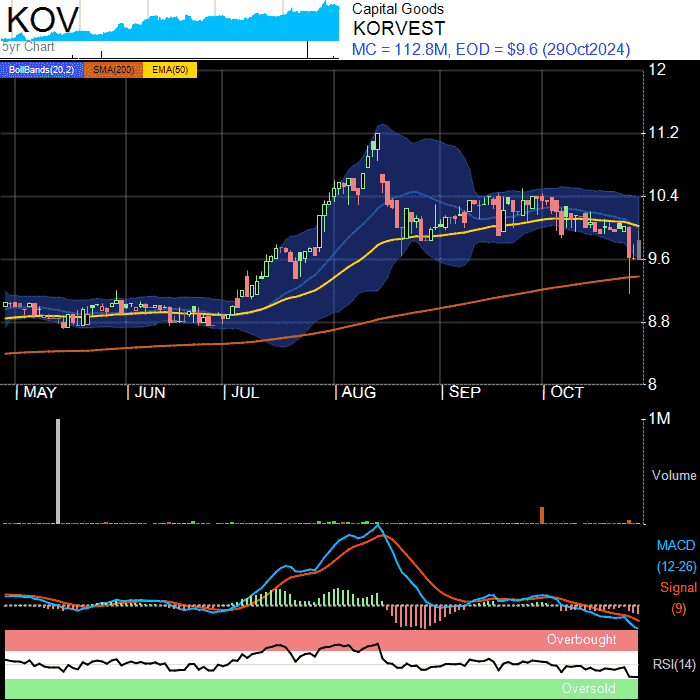 KOV
5yr Chart
Capital Goods
KORVEST
MC = 112.8M, EOD = $9.6 (29Oct2024)
BollBands(20,2) SMA(200) EMA(50)
12
11.2
10.4
9.6
8.8
8
MAY JUN JUL AUG SEP OCT
1M
Volume
MACD
(12-26)
Signal
(9)
Overbought
RSI(14)
Oversold